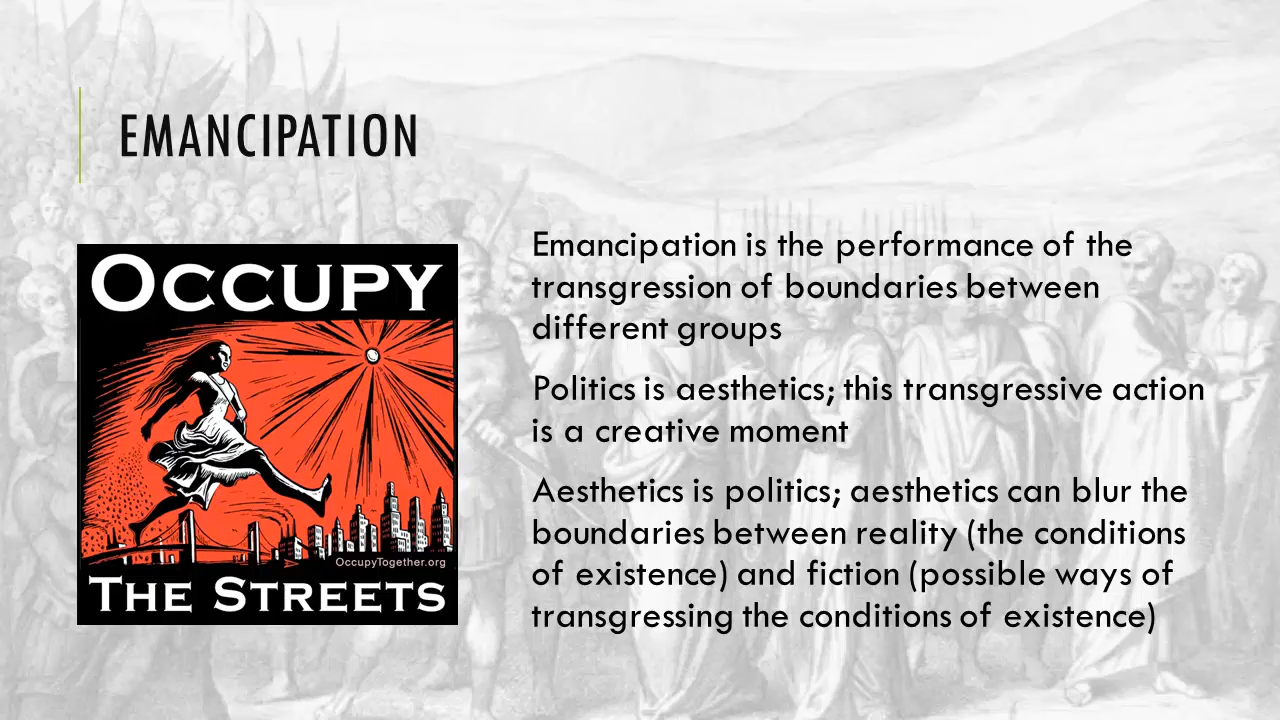 EMANCIPATION
OCCUPY
OccupyTogether.org
THE STREETS
Emancipation is the performance of the
transgression of boundaries between
different groups
Politics is aesthetics; this transgressive action
is a creative moment
Aesthetics is politics; aesthetics can blur the
boundaries between reality (the conditions
of existence) and fiction (possible ways of
transgressing the conditions of existence)